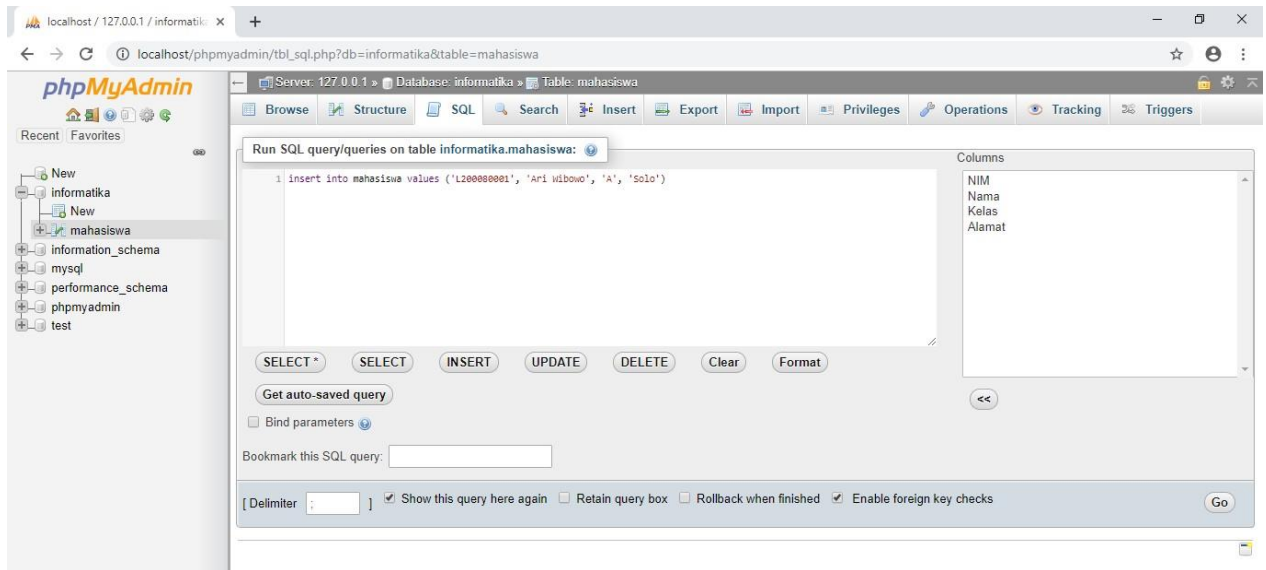 localhost / 127.0.0.1 / informatik
localhost/phpmyadmin/tbl_sql.php?db=informatika&table=mahasiswa
phpMyAdmin
Recent Favorites
New
informatika
New
mahasiswa
information_schema
mysql
performance_schema
phpmyadmin
test
Server: 127.0.0.1 » Database: informatika » Table: mahasiswa
Browse Structure SQL Search Insert Export Import Privileges Operations Tracking Triggers
Run SQL query/queries on table informatika.mahasiswa:
1 insert into mahasiswa values ('L200080001', 'Ari Wibowo', 'A', 'Solo')
Columns
NIM
Nama
Kelas
Alamat
SELECT * SELECT INSERT UPDATE DELETE Clear Format
Get auto-saved query
<<
Bind parameters
Bookmark this SQL query:
[ Delimiter ; ] Show this query here again Retain query box Rollback when finished Enable foreign key checks Go